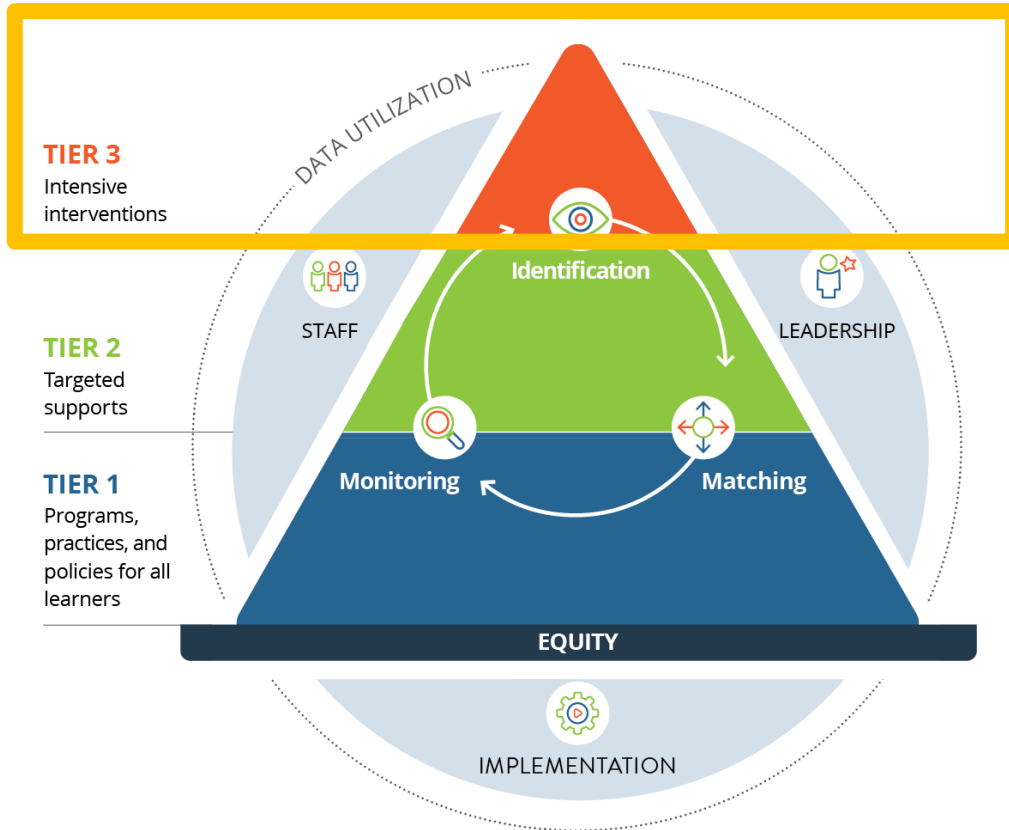 DATA UTILIZATION
TIER 3
Intensive
interventions
Identification
STAFF
LEADERSHIP
TIER 2
Targeted
supports
Monitoring
Matching
TIER 1
Programs,
practices, and
policies for all
learners
EQUITY
IMPLEMENTATION